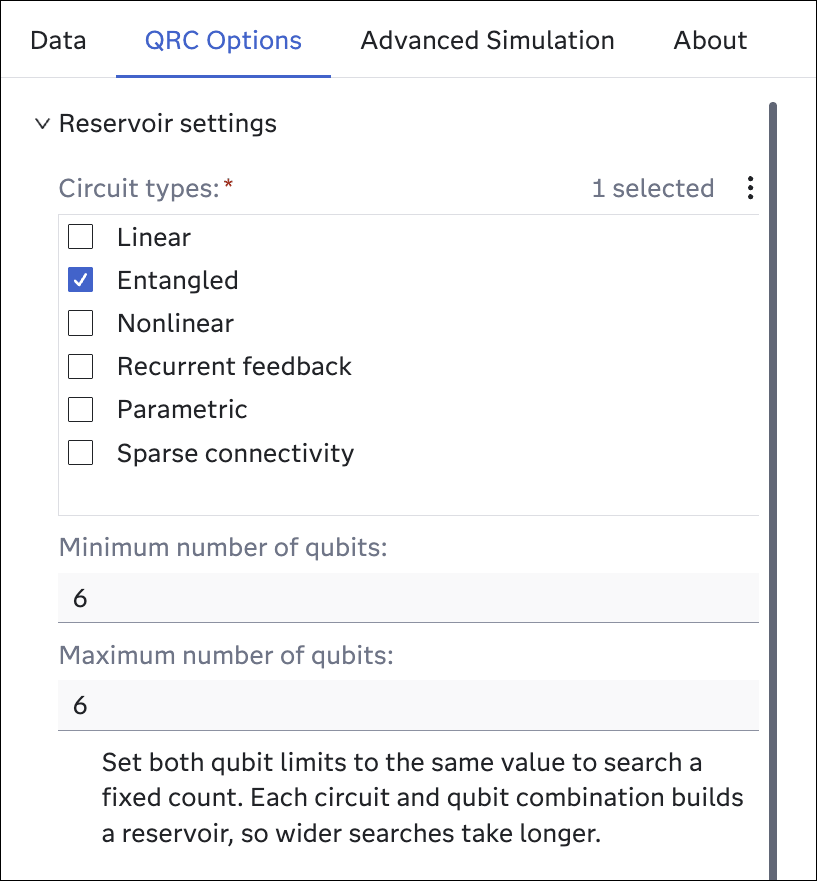 Data QRC Options Advanced Simulation About
Reservoir settings
Circuit types:* 1 selected
Linear
Entangled
Nonlinear
Recurrent feedback
Parametric
Sparse connectivity
Minimum number of qubits:
6
Maximum number of qubits:
6
Set both qubit limits to the same value to search a
fixed count. Each circuit and qubit combination builds
a reservoir, so wider searches take longer.